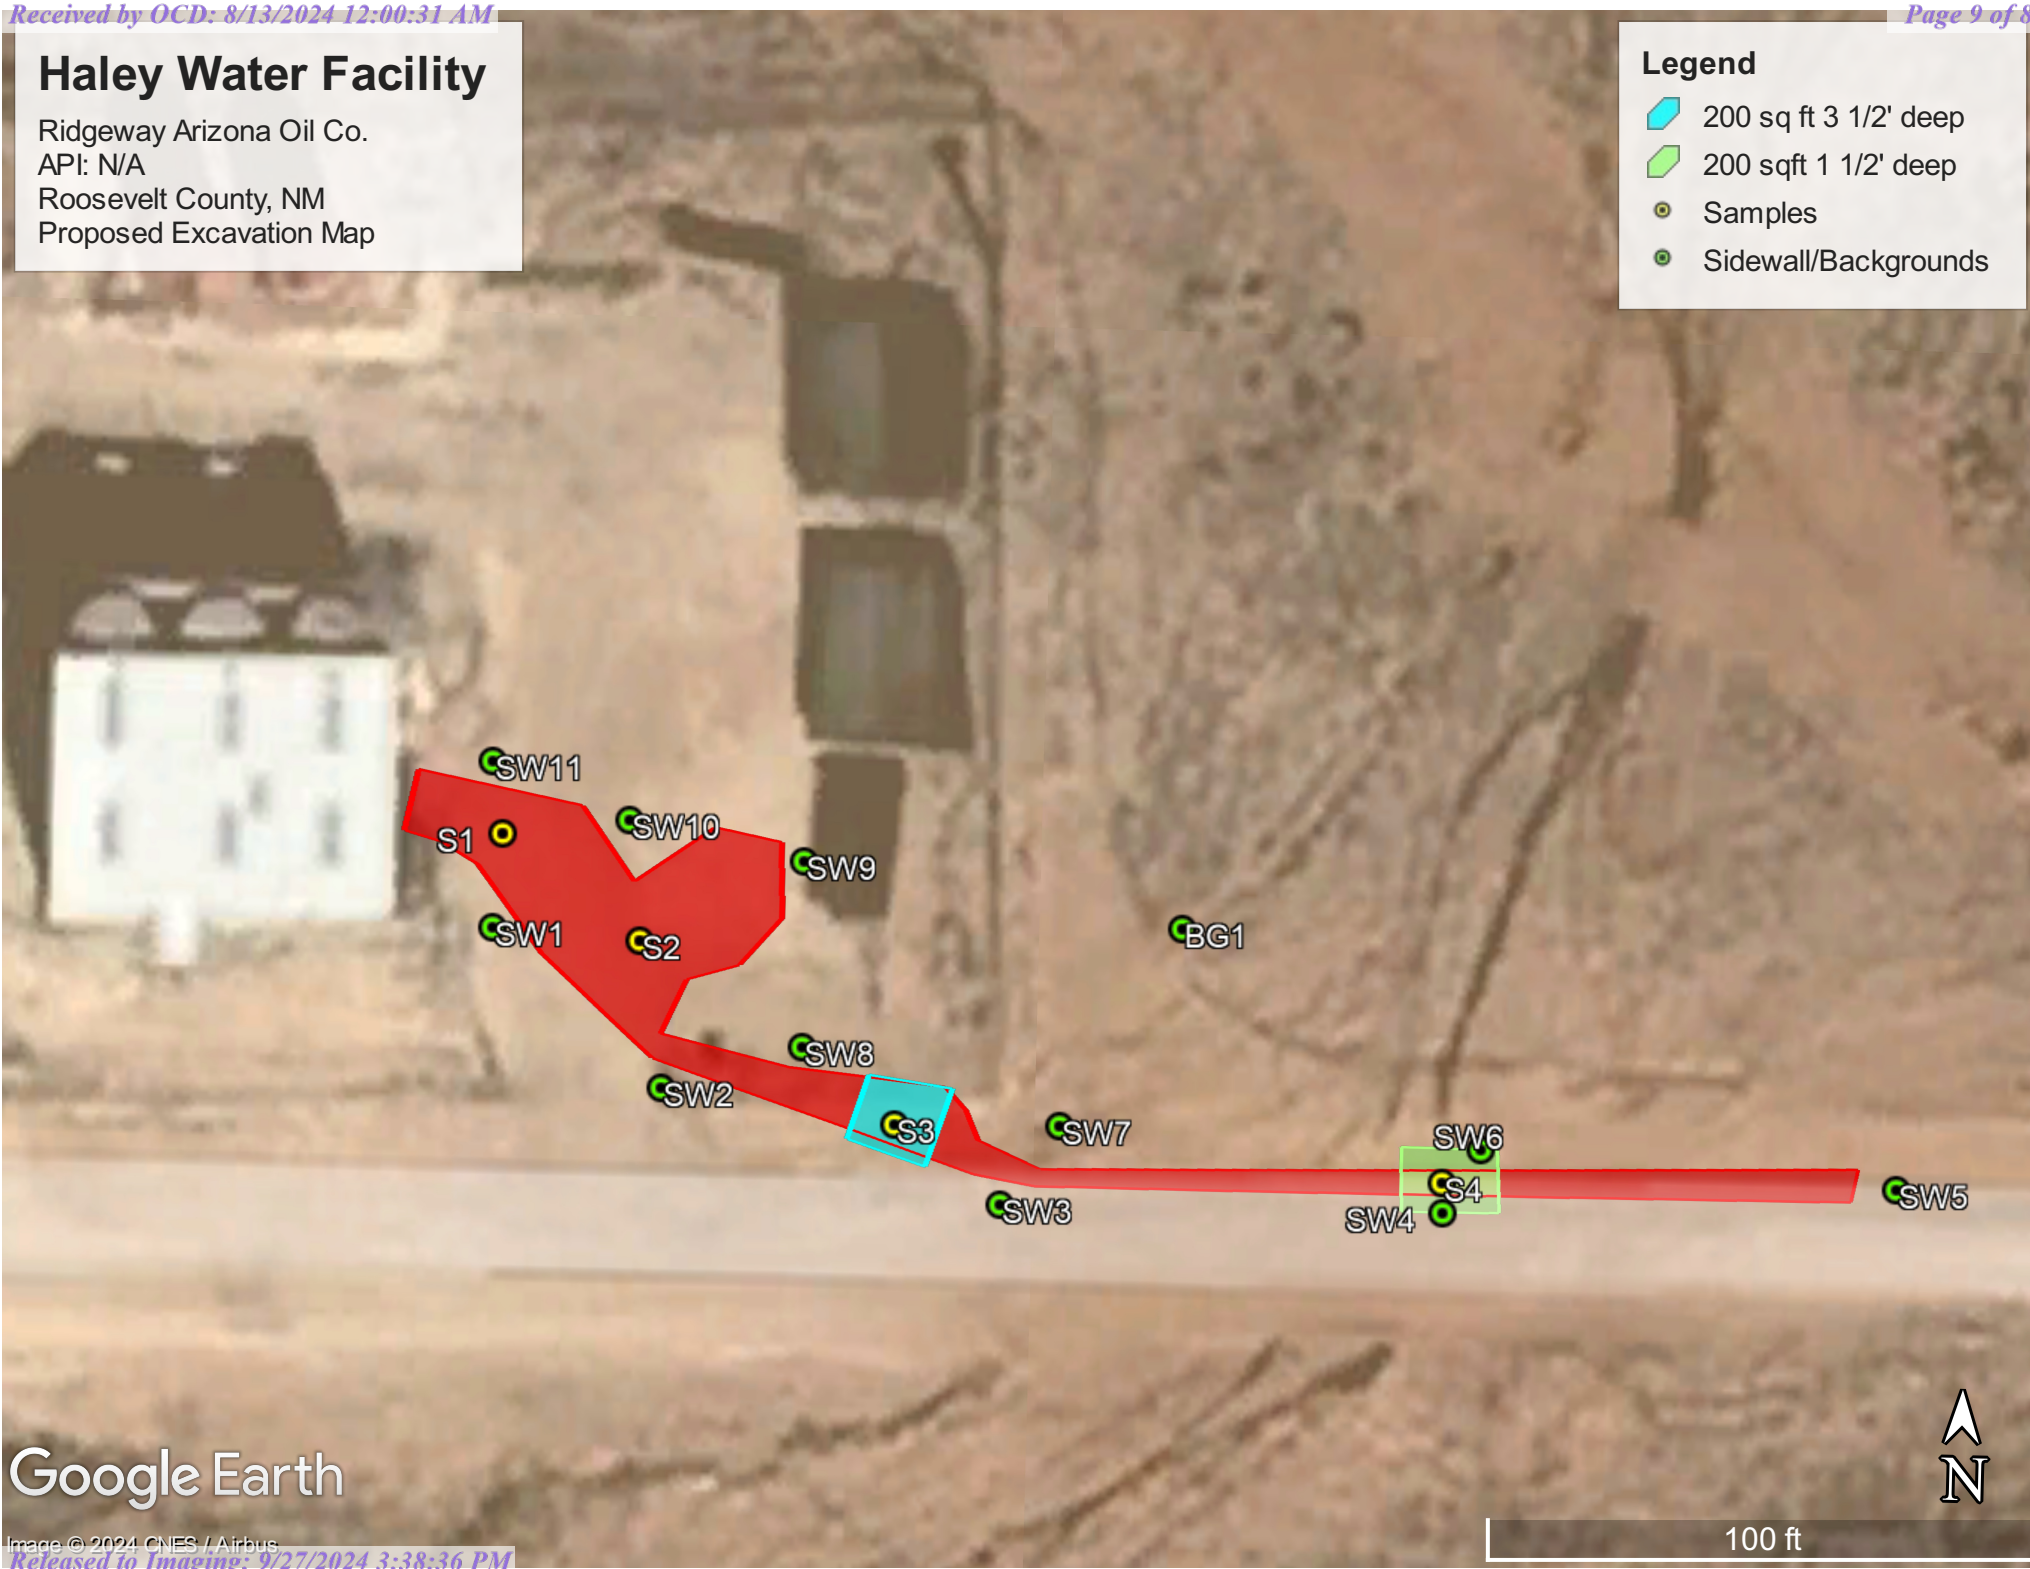 Received by OCD: 8/13/2024 12:00:31 AM
Page 9 of 8
Haley Water Facility
Ridgeway Arizona Oil Co.
API: N/A
Roosevelt County, NM
Proposed Excavation Map
Legend
200 sq ft 3 1/2' deep
200 sqft 1 1/2' deep
Samples
Sidewall/Backgrounds
SW11
SW10
S1
SW9
SW1
S2
BG1
SW8
SW2
S3
SW7
SW6
S4
SW5
SW3
SW4
N
Google Earth
100 ft
Image © 2024 CNES / Airbus
Released to Imaging: 9/27/2024 3:38:36 PM